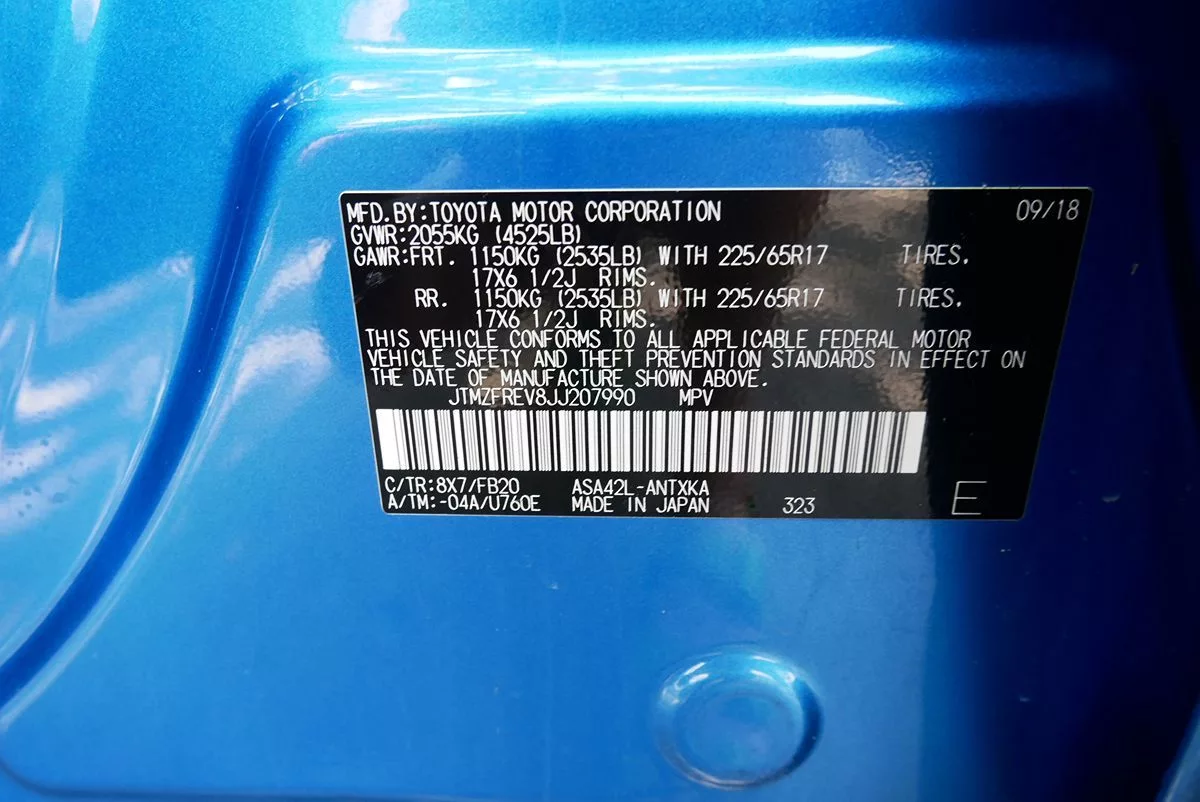 MFD.BY:TOYOTA MOTOR CORPORATION 09/18
GVWR:2055KG (4525LB)
GAWR:FRT. 1150KG (2535LB) WITH 225/65R17 TIRES.
17X6 1/2J RIMS.
RR. 1150KG (2535LB) WITH 225/65R17 TIRES.
17X6 1/2J RIMS.
THIS VEHICLE CONFORMS TO ALL APPLICABLE FEDERAL MOTOR
VEHICLE SAFETY AND THEFT PREVENTION STANDARDS IN EFFECT ON
THE DATE OF MANUFACTURE SHOWN ABOVE.
JTMZFREV8JJ207990 MPV
C/TR:8X7/FB20 ASA42L-ANTXKA
A/TM:-04A/U760E MADE IN JAPAN 323 E